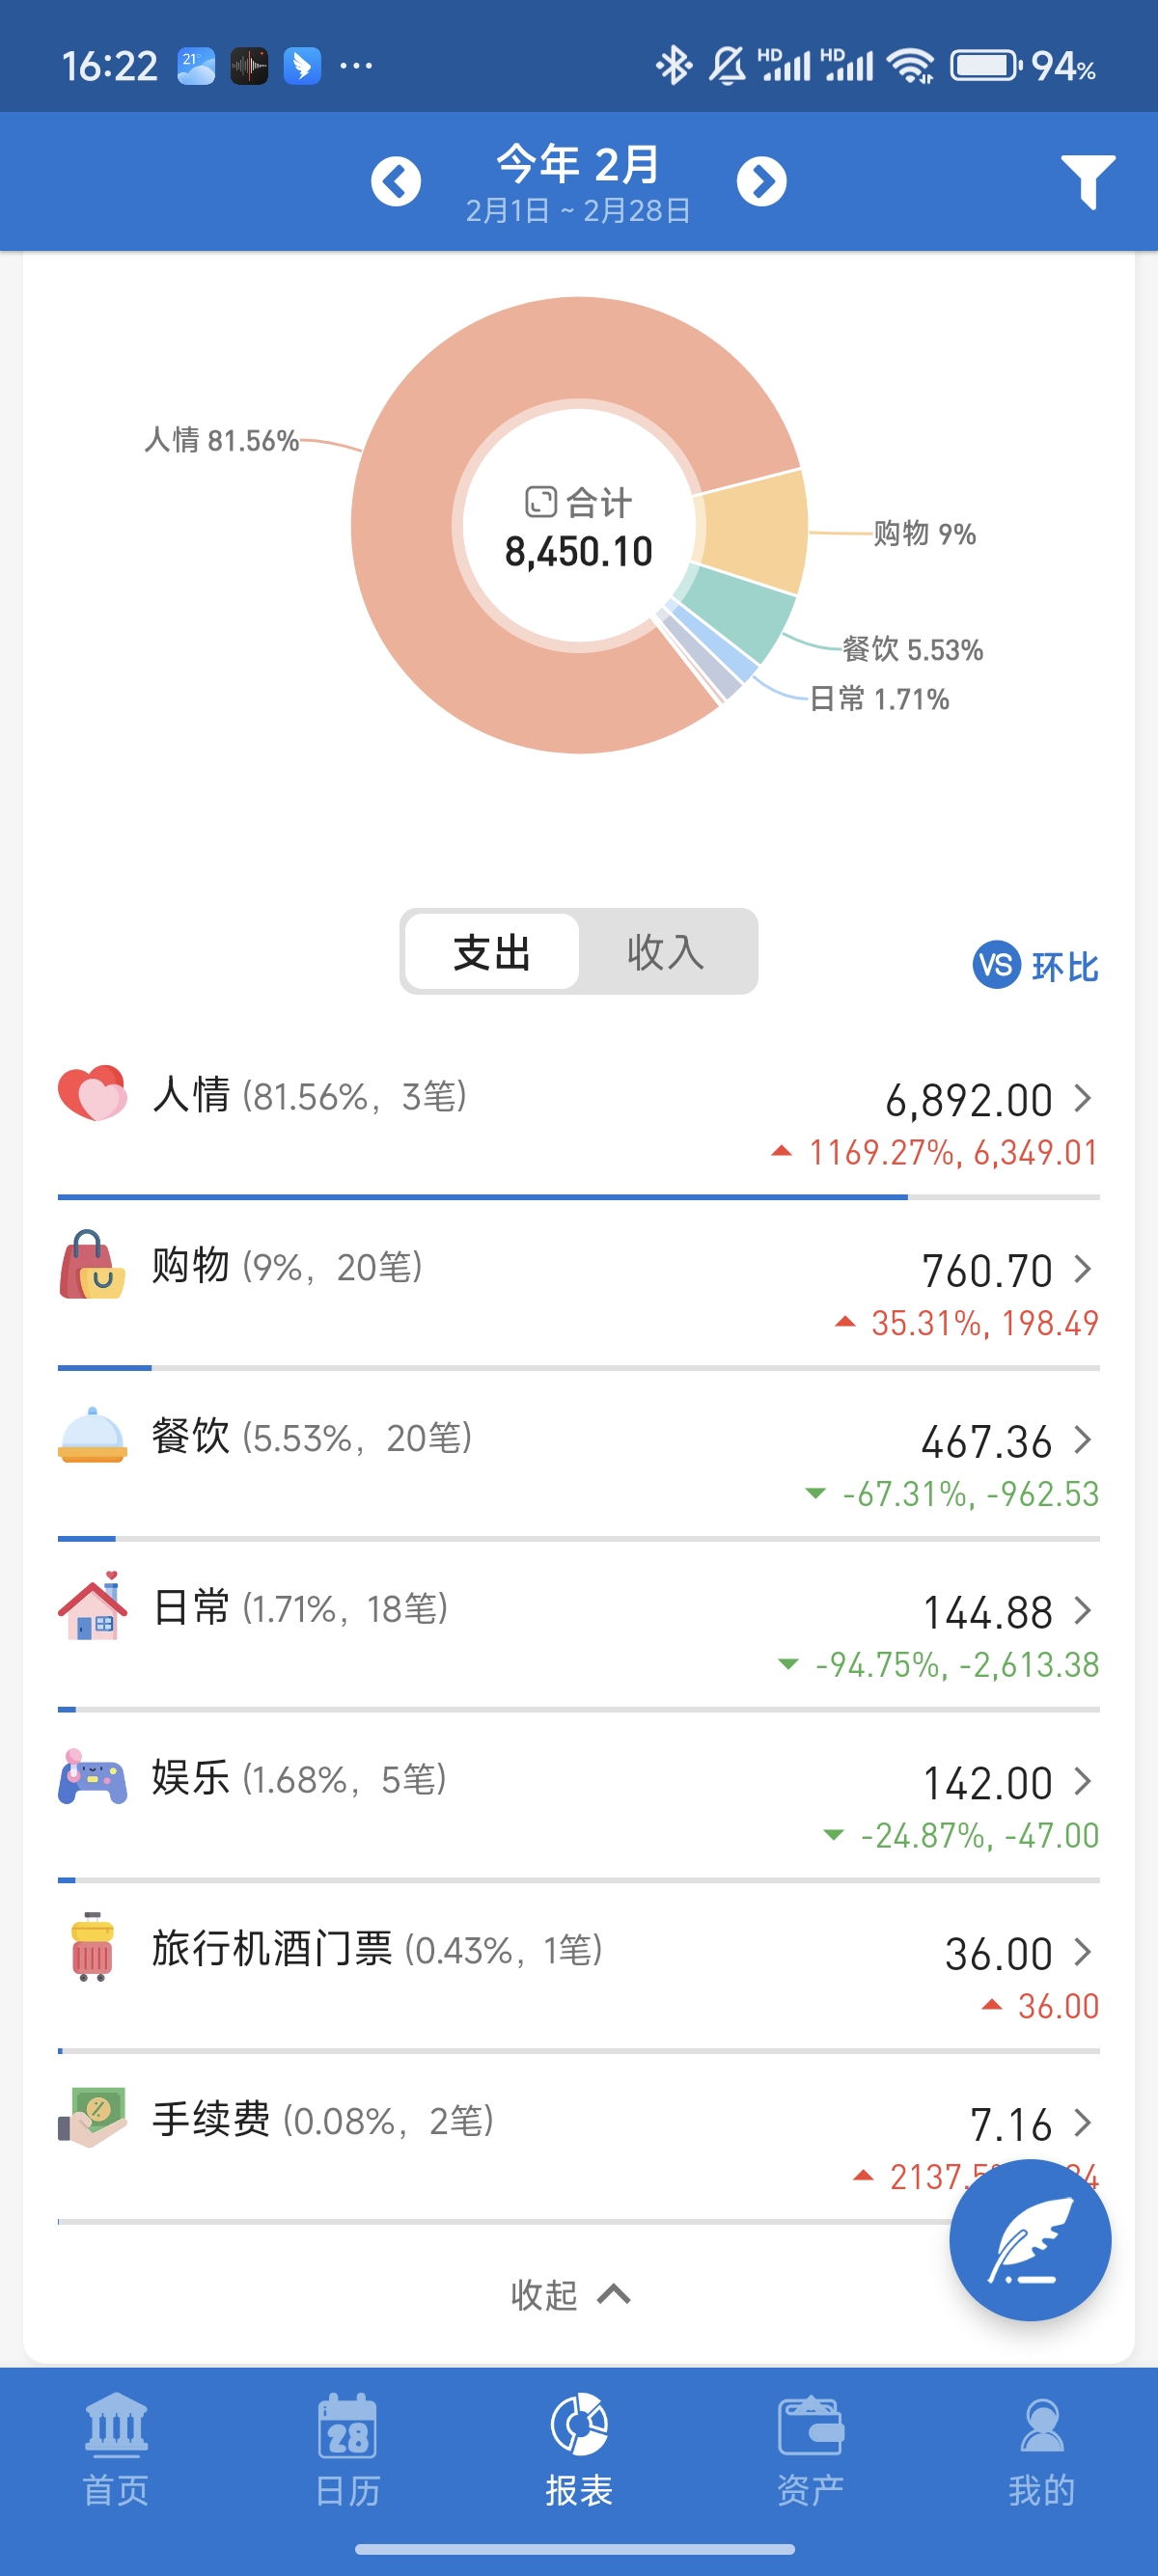 16:22 21° ··· HD HD 94%
今年 2月
2月1日 ~ 2月28日
人情 81.56%
合计
8,450.10
购物 9%
餐饮 5.53%
日常 1.71%
支出 收入
VS 环比
人情 (81.56%, 3笔) 6,892.00
1169.27%, 6,349.01
购物 (9%, 20笔) 760.70
35.31%, 198.49
餐饮 (5.53%, 20笔) 467.36
-67.31%, -962.53
日常 (1.71%, 18笔) 144.88
-94.75%, -2,613.38
娱乐 (1.68%, 5笔) 142.00
-24.87%, -47.00
旅行机酒门票 (0.43%, 1笔) 36.00
36.00
手续费 (0.08%, 2笔) 7.16
2137.5
收起
28
首页 日历 报表 资产 我的